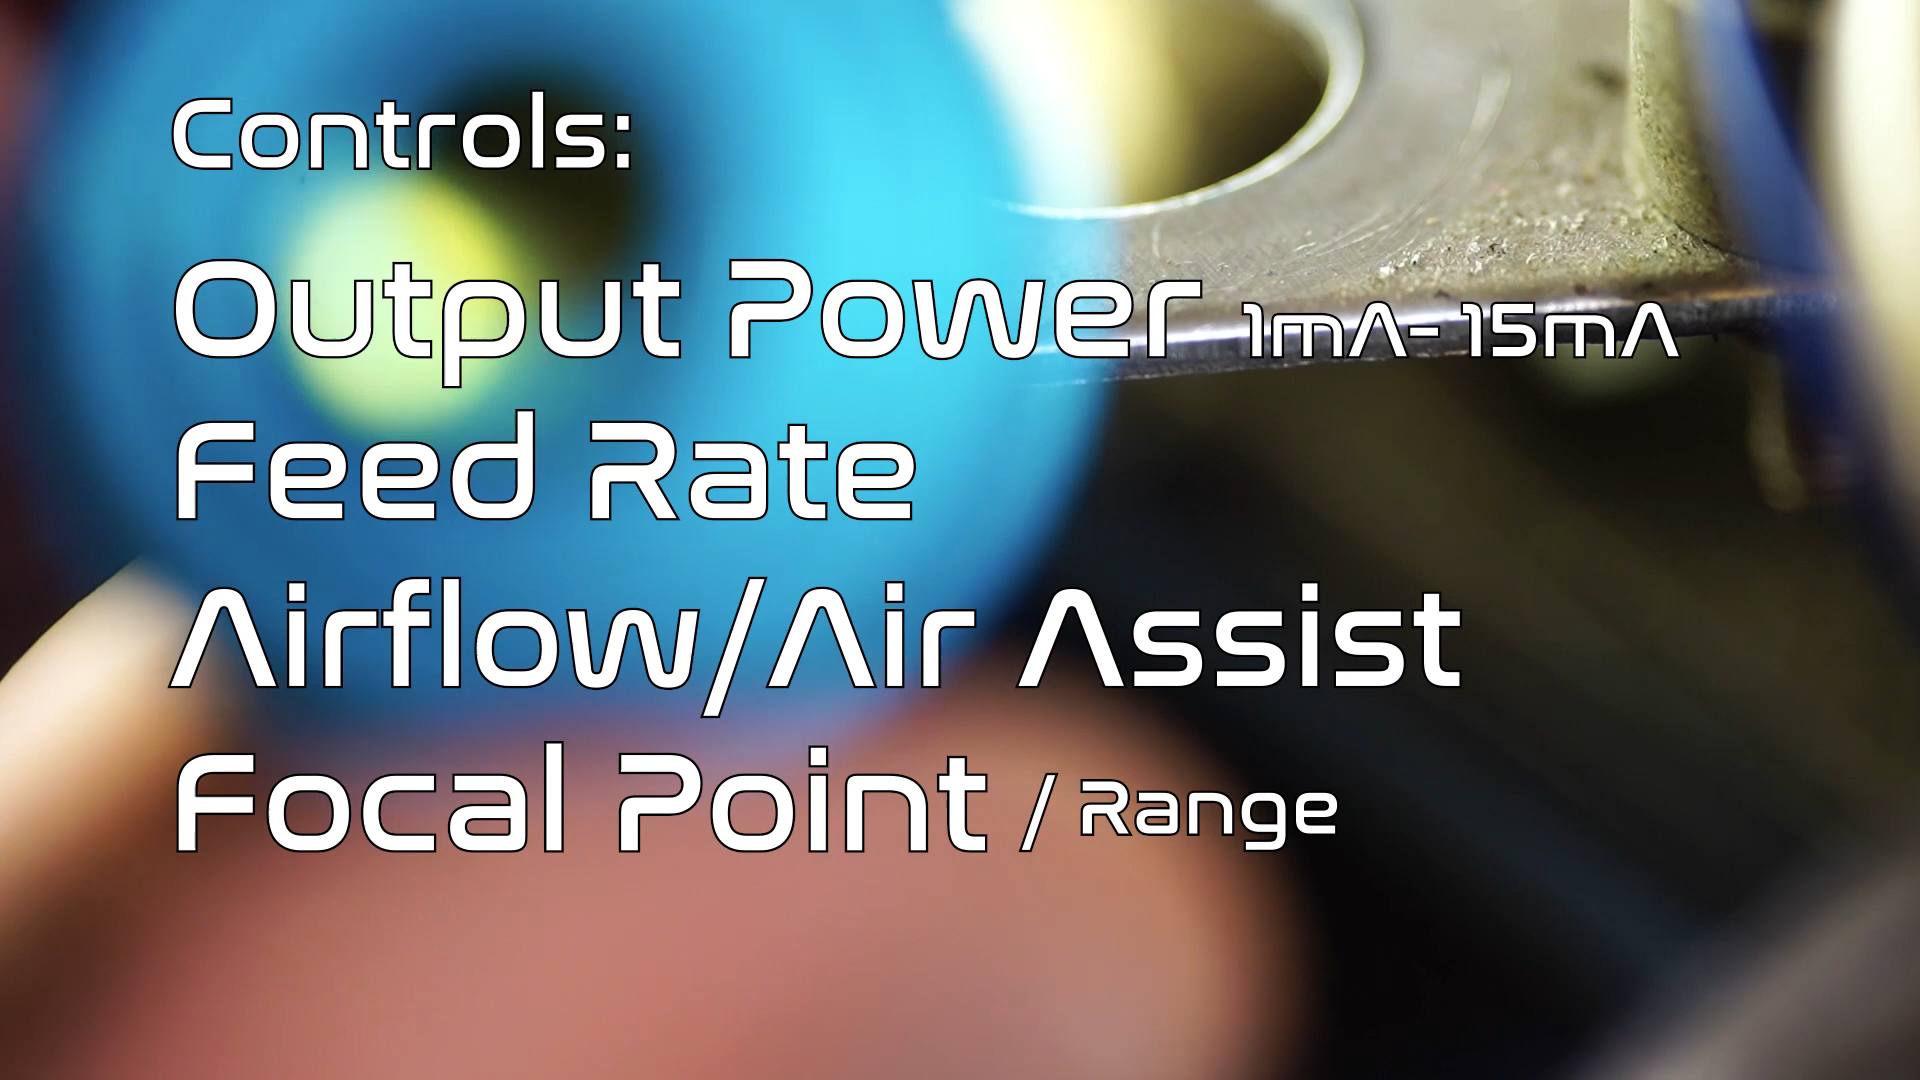 Controls:
Output Power 1mA- 15mA
Feed Rate
Airflow/Air Assist
Focal Point / Range